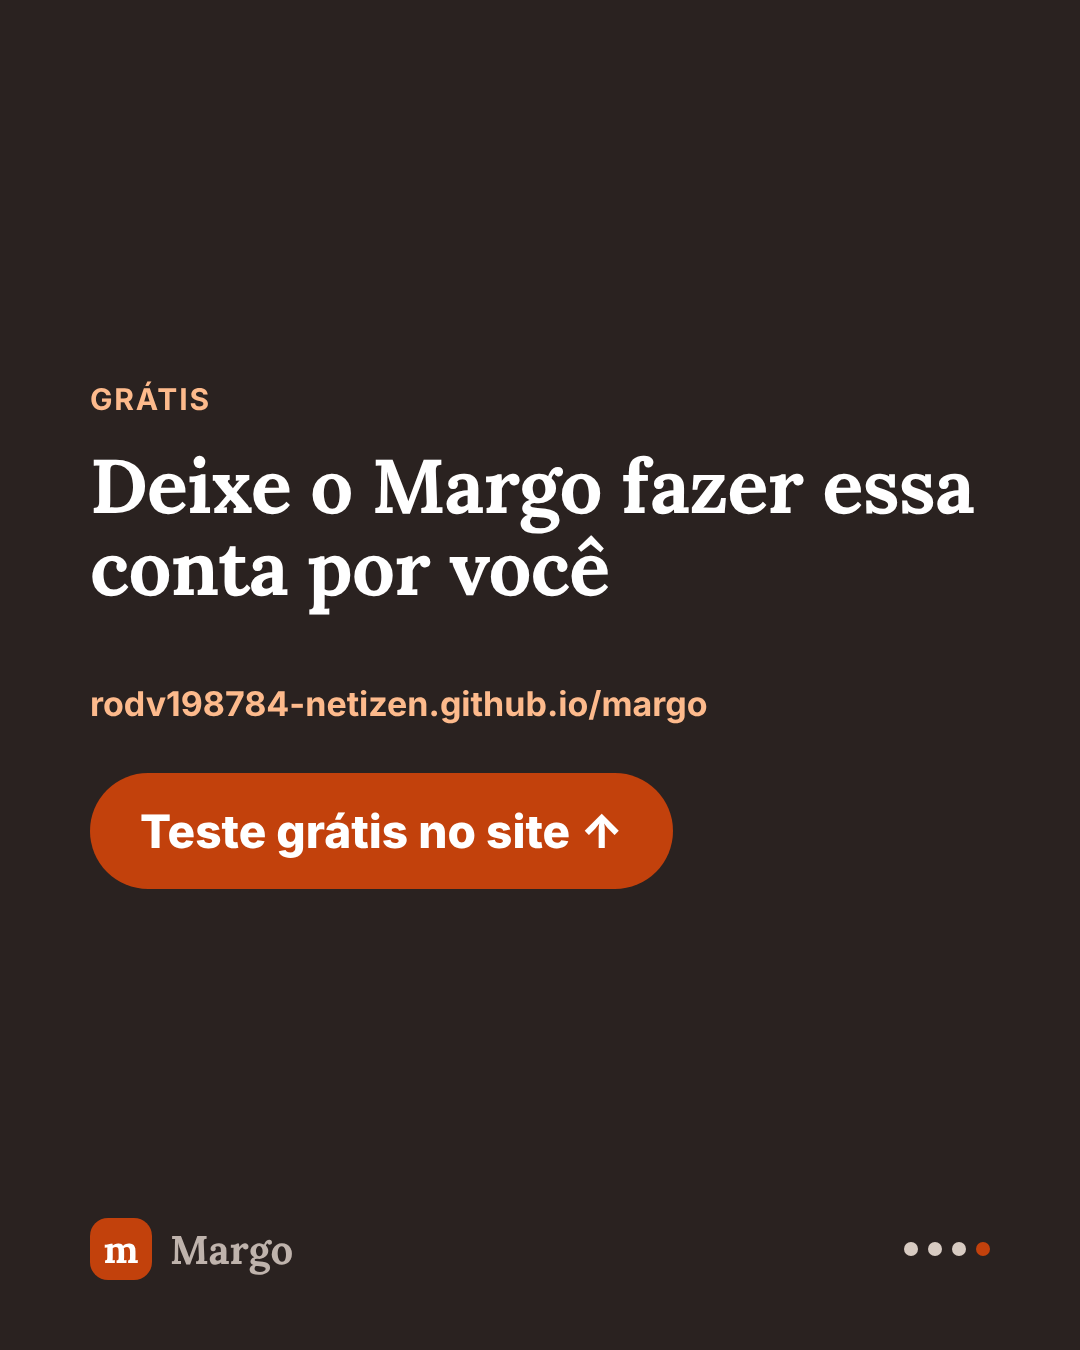 GRÁTIS
Deixe o Margo fazer essa
conta por você
rodv198784-netizen.github.io/margo
Teste grátis no site ↑
m Margo